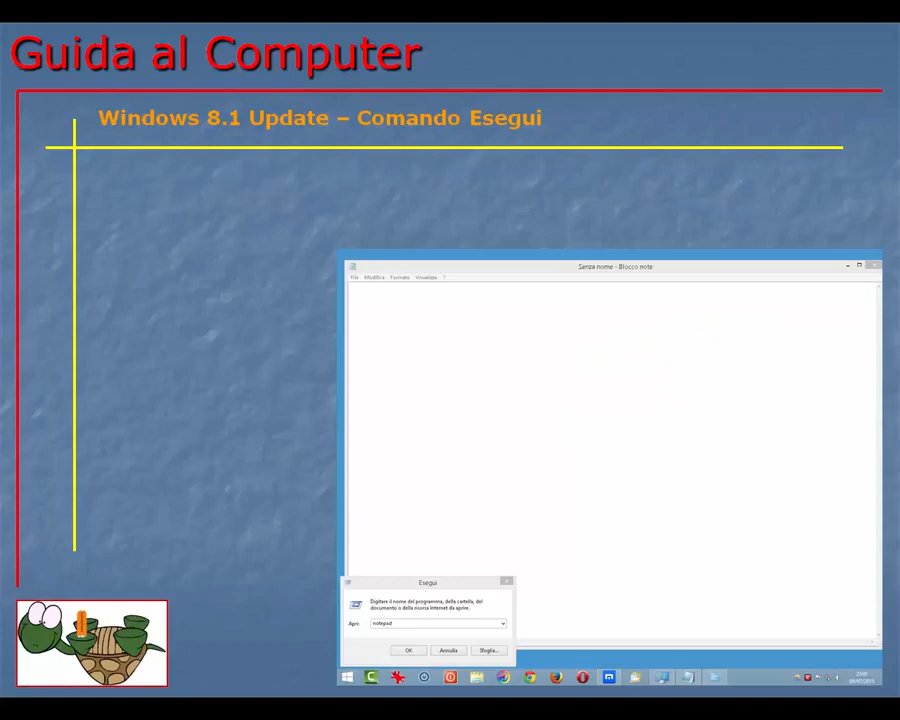 Guida al Computer
Windows 8.1 Update – Comando Esegui
Senza nome - Blocco note
File Modifica Formato Visualizza ?
Esegui
Digitare il nome del programma, della cartella, del
documento o della risorsa Internet da aprire.
Apri: notepad
OK Annulla Sfoglia...